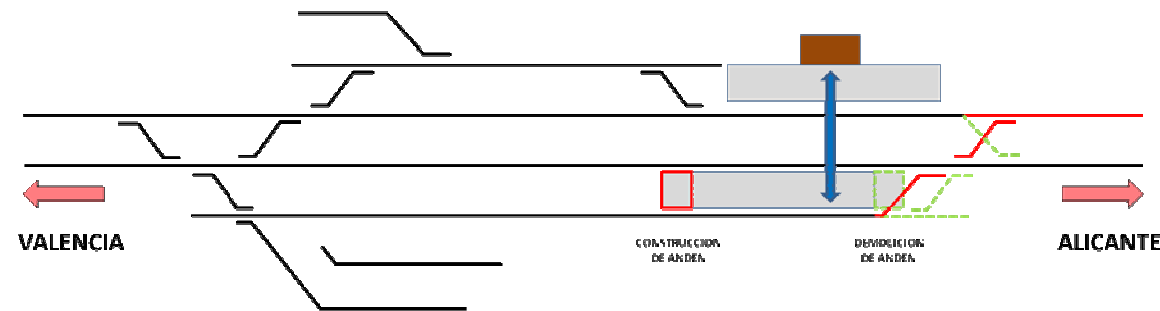 VALENCIA
CONSTRUCCION
DE ANDEN
DEMOLICION
DE ANDEN
ALICANTE